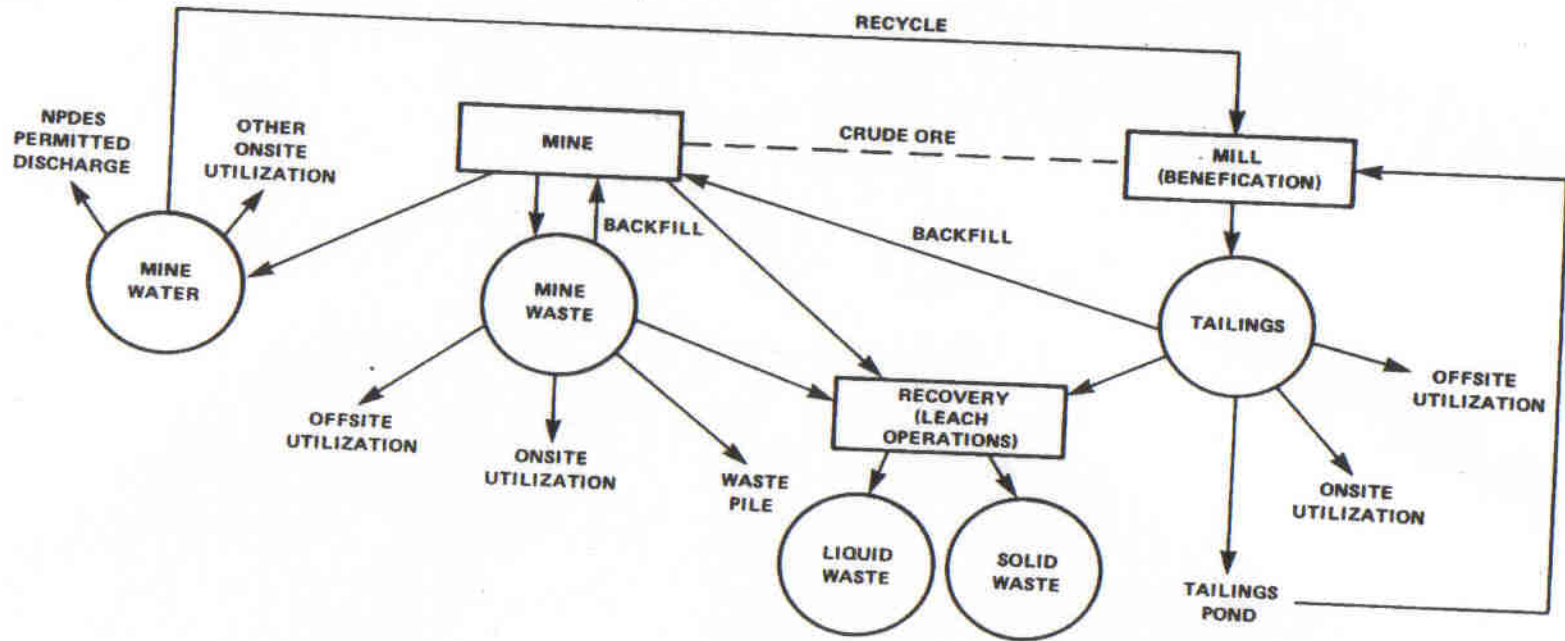 RECYCLE
NPDES
PERMITTED
DISCHARGE
OTHER
ONSITE
UTILIZATION
MINE
CRUDE ORE
MILL
(BENEFICATION)
BACKFILL
BACKFILL
MINE
WATER
MINE
WASTE
TAILINGS
OFFSITE
UTILIZATION
RECOVERY
(LEACH
OPERATIONS)
OFFSITE
UTILIZATION
ONSITE
UTILIZATION
WASTE
PILE
ONSITE
UTILIZATION
LIQUID
WASTE
SOLID
WASTE
TAILINGS
POND